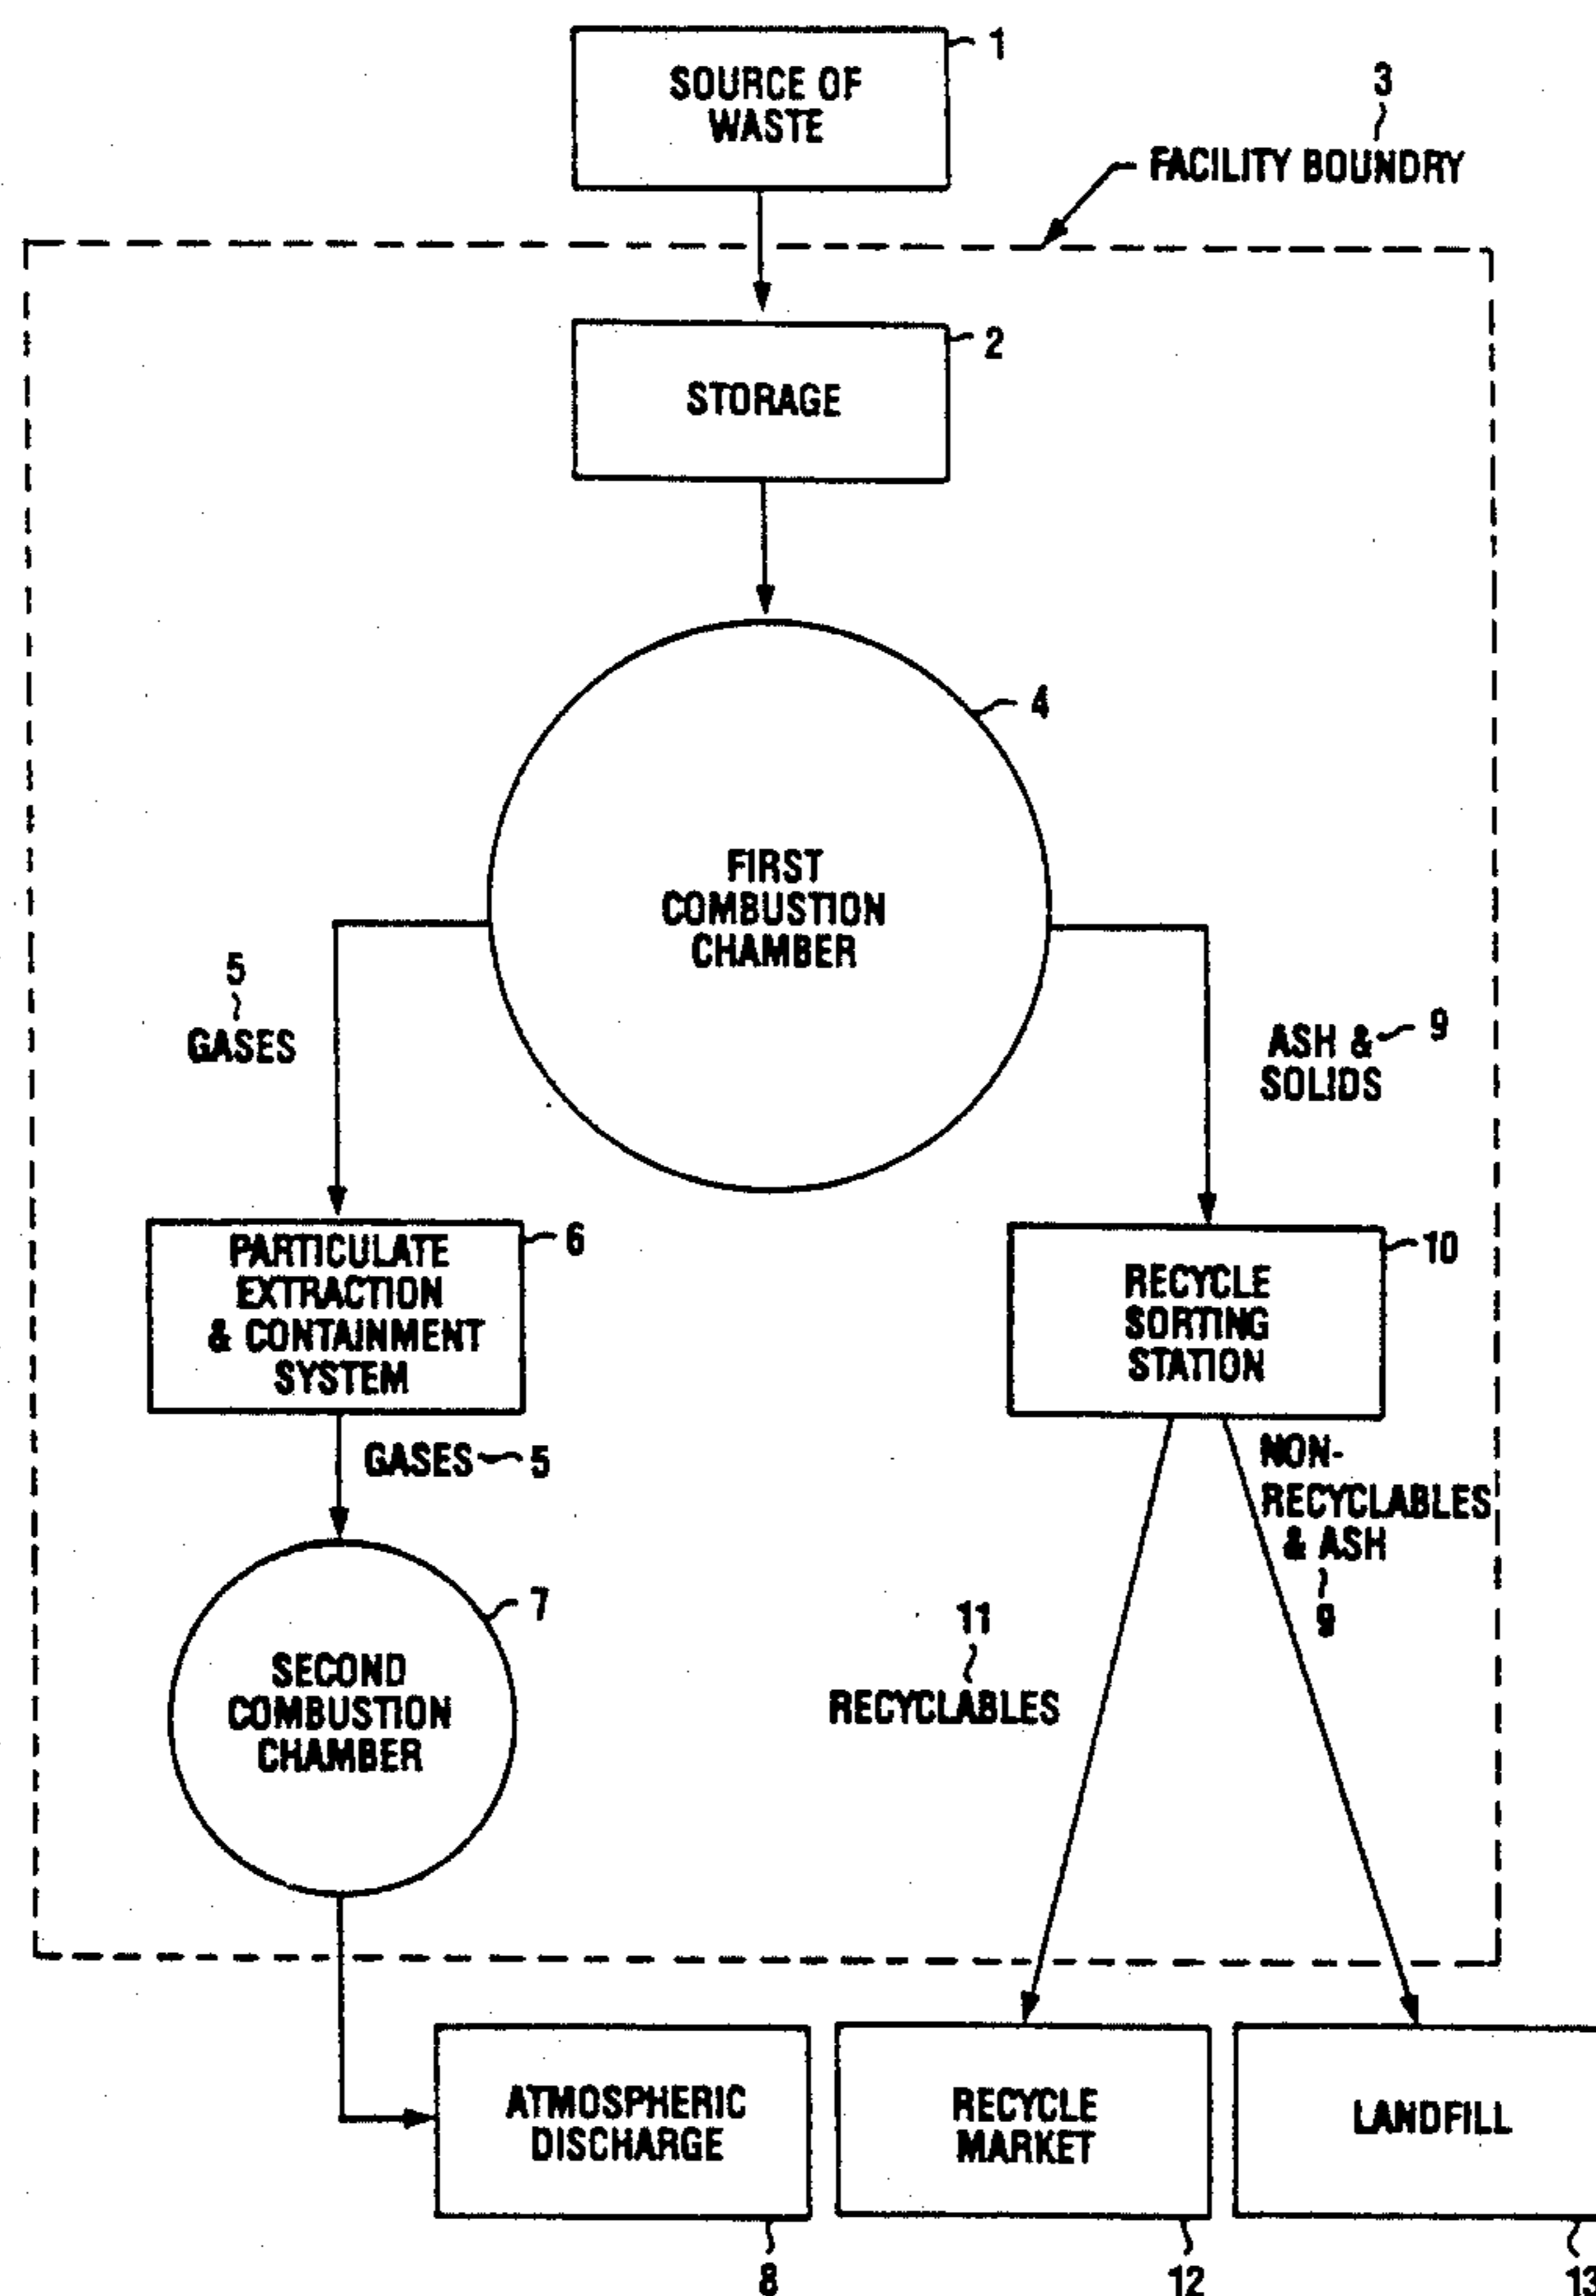 1
SOURCE OF
WASTE
3
FACILITY BOUNDRY
2
STORAGE
4
FIRST
COMBUSTION
CHAMBER
5
GASES
ASH & 9
SOLIDS
6
PARTICULATE
EXTRACTION
& CONTAINMENT
SYSTEM
10
RECYCLE
SORTING
STATION
GASES 5
NON-
RECYCLABLES
& ASH
9
7
SECOND
COMBUSTION
CHAMBER
11
RECYCLABLES
ATMOSPHERIC
DISCHARGE
RECYCLE
MARKET
LANDFILL
8
12
13